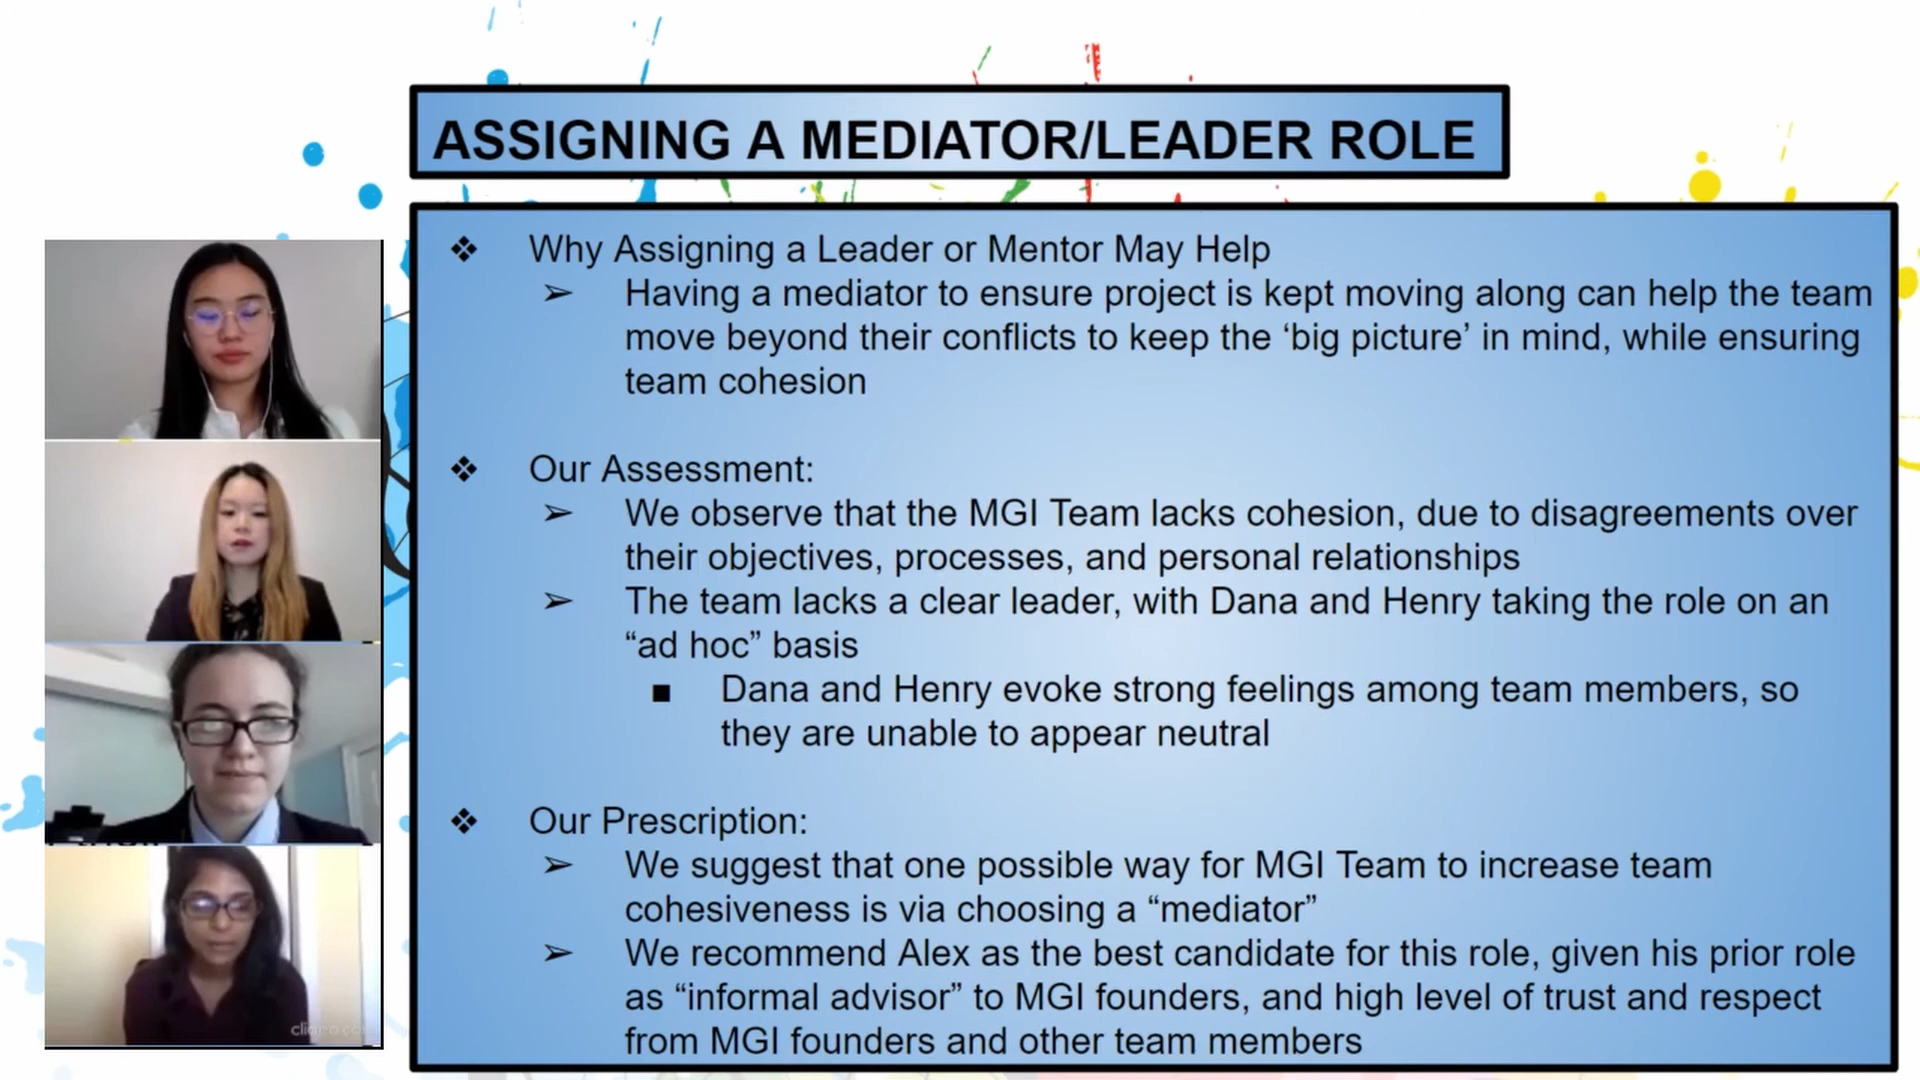 ASSIGNING A MEDIATOR/LEADER ROLE
❖ Why Assigning a Leader or Mentor May Help
➢ Having a mediator to ensure project is kept moving along can help the team
move beyond their conflicts to keep the ‘big picture’ in mind, while ensuring
team cohesion
❖ Our Assessment:
➢ We observe that the MGI Team lacks cohesion, due to disagreements over
their objectives, processes, and personal relationships
➢ The team lacks a clear leader, with Dana and Henry taking the role on an
“ad hoc” basis
■ Dana and Henry evoke strong feelings among team members, so
they are unable to appear neutral
❖ Our Prescription:
➢ We suggest that one possible way for MGI Team to increase team
cohesiveness is via choosing a “mediator”
➢ We recommend Alex as the best candidate for this role, given his prior role
as “informal advisor” to MGI founders, and high level of trust and respect
from MGI founders and other team members